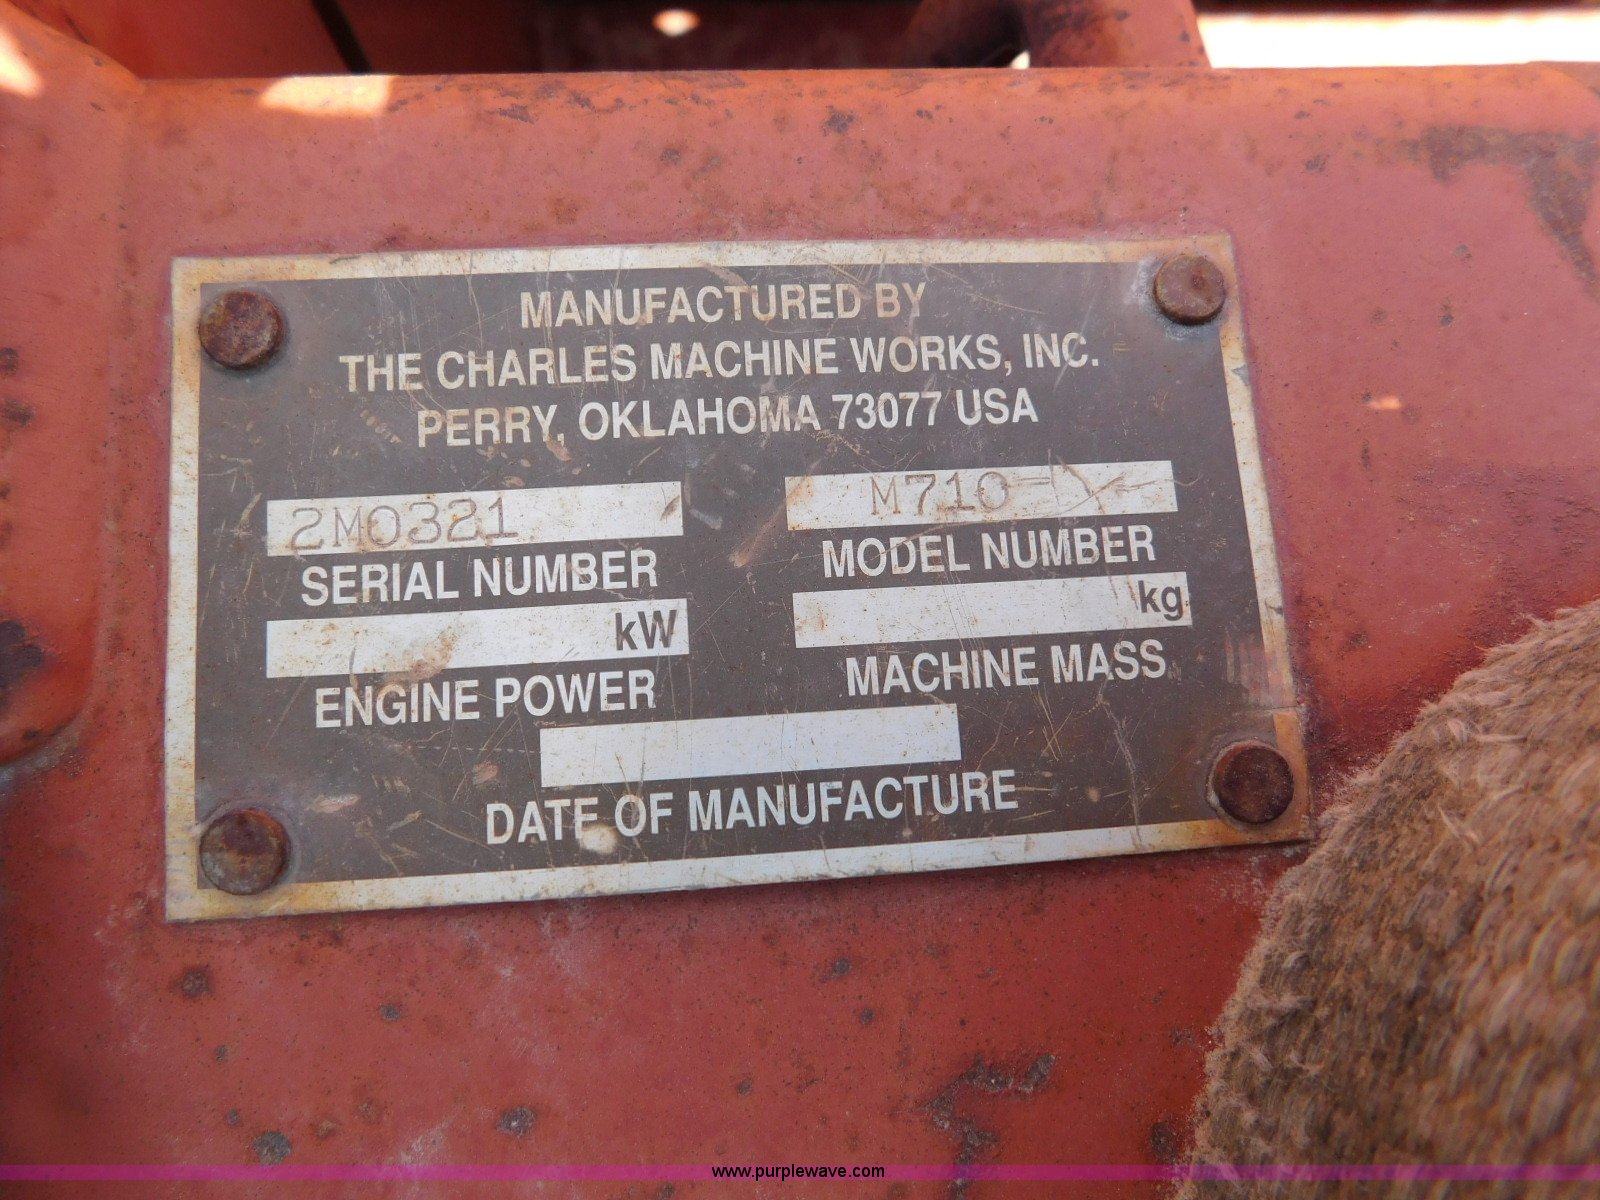 MANUFACTURED BY
THE CHARLES MACHINE WORKS, INC.
PERRY, OKLAHOMA 73077 USA
2M0321
M710
SERIAL NUMBER
MODEL NUMBER
kW
kg
ENGINE POWER
MACHINE MASS
DATE OF MANUFACTURE
www.purplewave.com